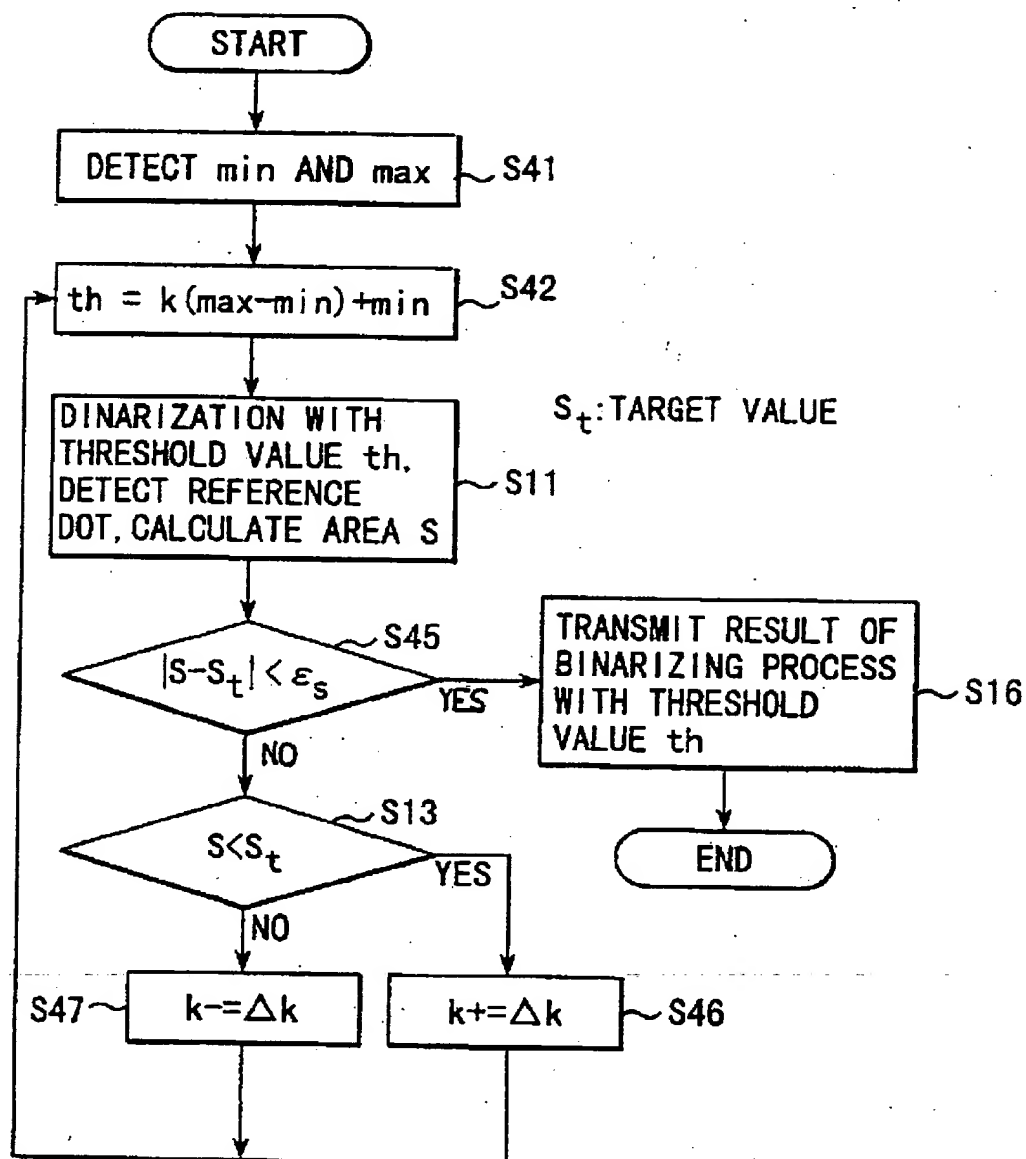 START
DETECT min AND max
S41
th = k(max-min)+min
S42
DINARIZATION WITH
THRESHOLD VALUE th,
DETECT REFERENCE
DOT, CALCULATE AREA S
S11
S_t: TARGET VALUE
|S-S_t| < ε_s
S45
YES
NO
TRANSMIT RESULT OF
BINARIZING PROCESS
WITH THRESHOLD
VALUE th
S16
END
S<S_t
S13
YES
NO
S47
k-=△k
k+=△k
S46